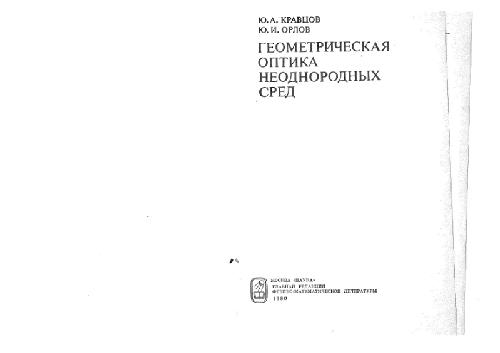 Ю. А. КРАВЦОВ
Ю. И. ОРЛОВ
ГЕОМЕТРИЧЕСКАЯ
ОПТИКА
НЕОДНОРОДНЫХ
СРЕД
МОСКВА «НАУКА»
ГЛАВНАЯ РЕДАКЦИЯ
ФИЗИКО-МАТЕМАТИЧЕСКОЙ ЛИТЕРАТУРЫ
1980